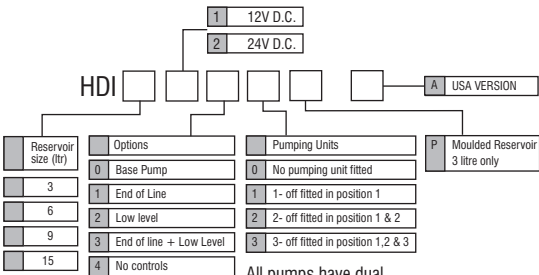 1 12V D.C.
2 24V D.C.
HDI
A USA VERSION
Reservoir
size (ltr)
3
6
9
15
Options
0 Base Pump
1 End of Line
2 Low level
3 End of line + Low Level
4 No controls
Pumping Units
0 No pumping unit fitted
1 1- off fitted in position 1
2 2- off fitted in position 1 & 2
3 3- off fitted in position 1,2 & 3
P Moulded Reservoir
3 litre only
All pumps have dual